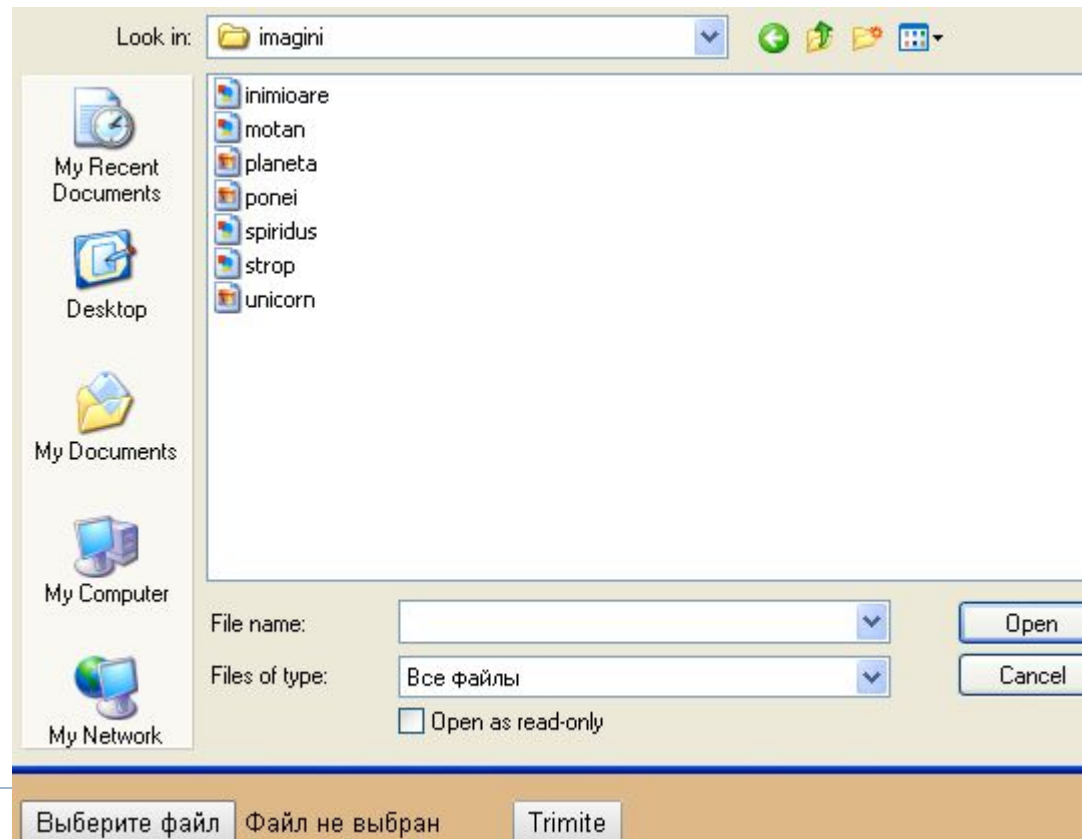 Look in: imagini
My Recent
Documents
Desktop
My Documents
My Computer
My Network
inimioare
motan
planeta
ponei
spiridus
strop
unicorn
File name: Open
Files of type: Все файлы Cancel
Open as read-only
Выберите файл Файл не выбран Trimite